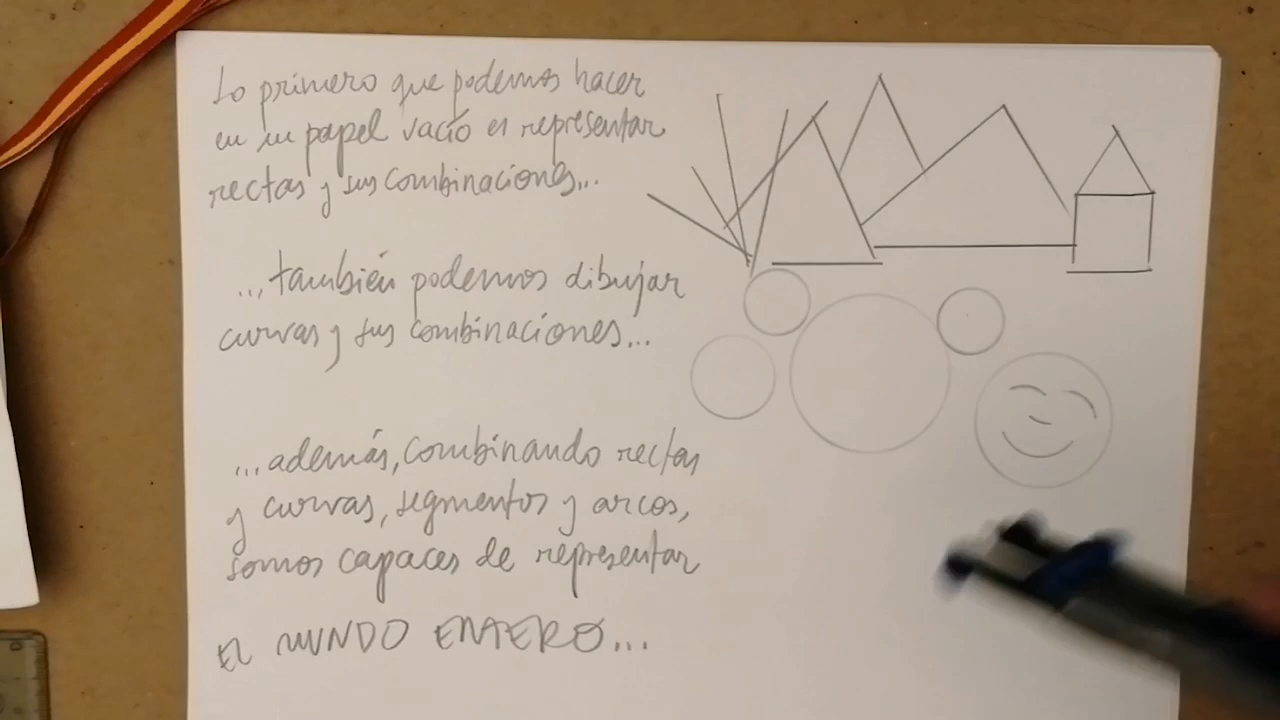 Lo primero que podemos hacer
en un papel vacío es representar
rectas y sus combinaciones...
...también podemos dibujar
curvas y sus combinaciones...
...además, combinando rectas
y curvas, segmentos y arcos,
somos capaces de representar
EL MUNDO ENTERO...